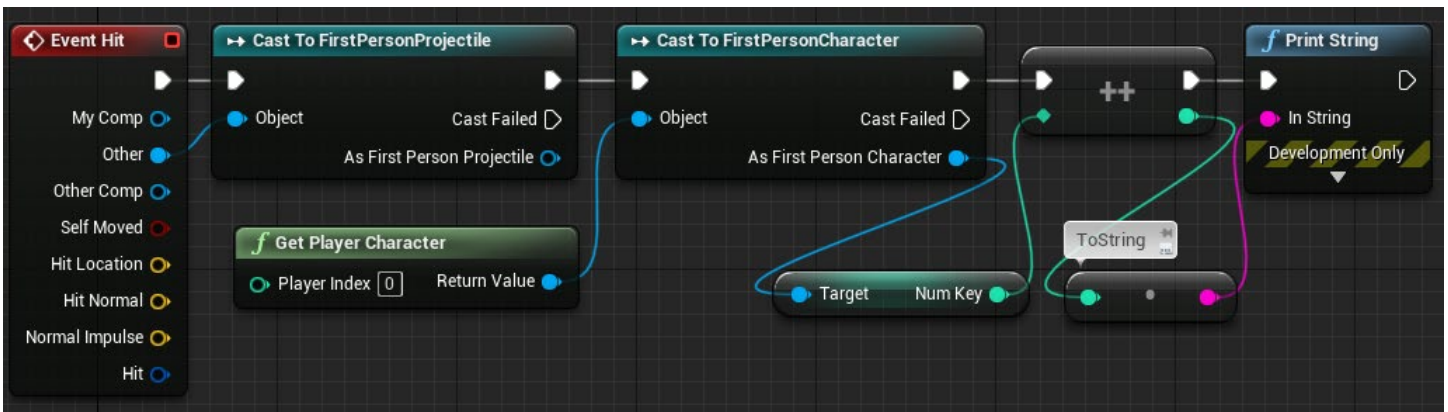 Event Hit
My Comp
Other
Other Comp
Self Moved
Hit Location
Hit Normal
Normal Impulse
Hit
Cast To FirstPersonProjectile
Object Cast Failed
As First Person Projectile
f Get Player Character
Player Index 0 Return Value
Cast To FirstPersonCharacter
Object Cast Failed
As First Person Character
Target Num Key
++
ToString
f Print String
In String
Development Only